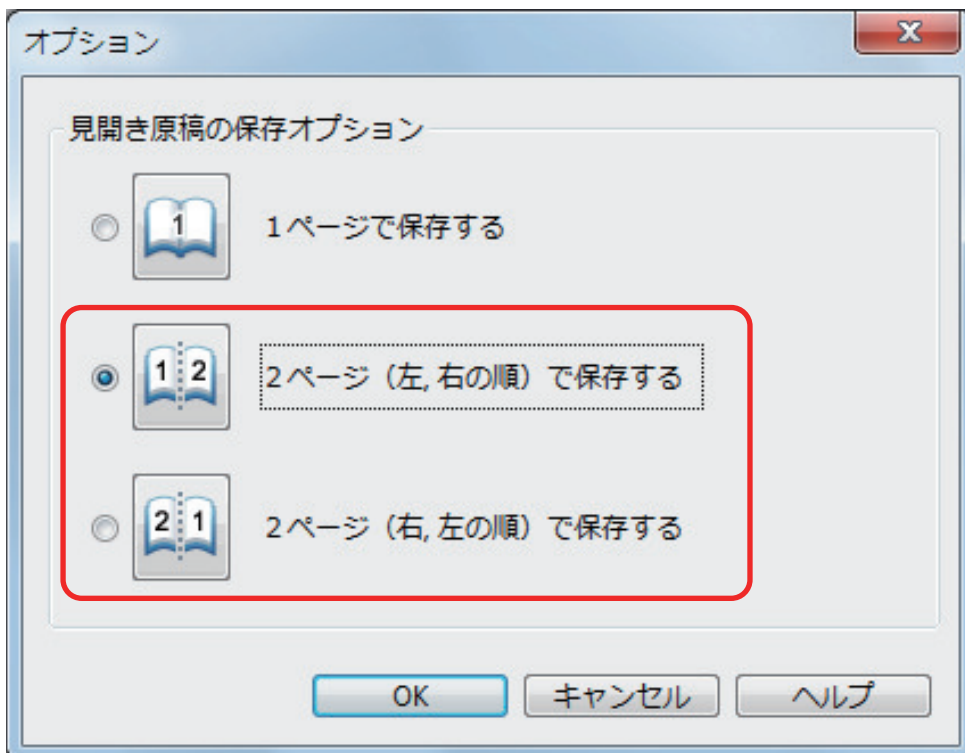 オプション
見開き原稿の保存オプション
1
1ページで保存する
1 2
2ページ（左, 右の順）で保存する
2 1
2ページ（右, 左の順）で保存する
OK キャンセル ヘルプ